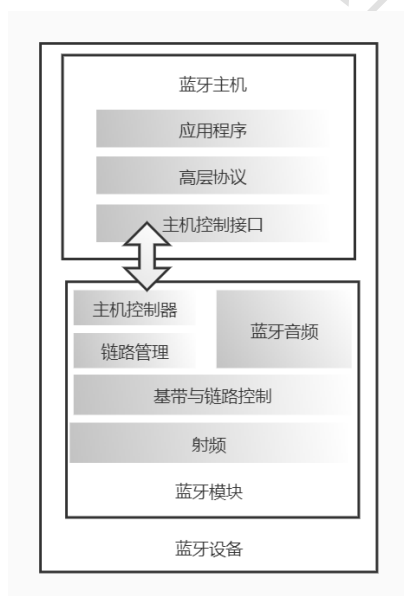 蓝牙主机
应用程序
高层协议
主机控制接口
主机控制器
蓝牙音频
链路管理
基带与链路控制
射频
蓝牙模块
蓝牙设备